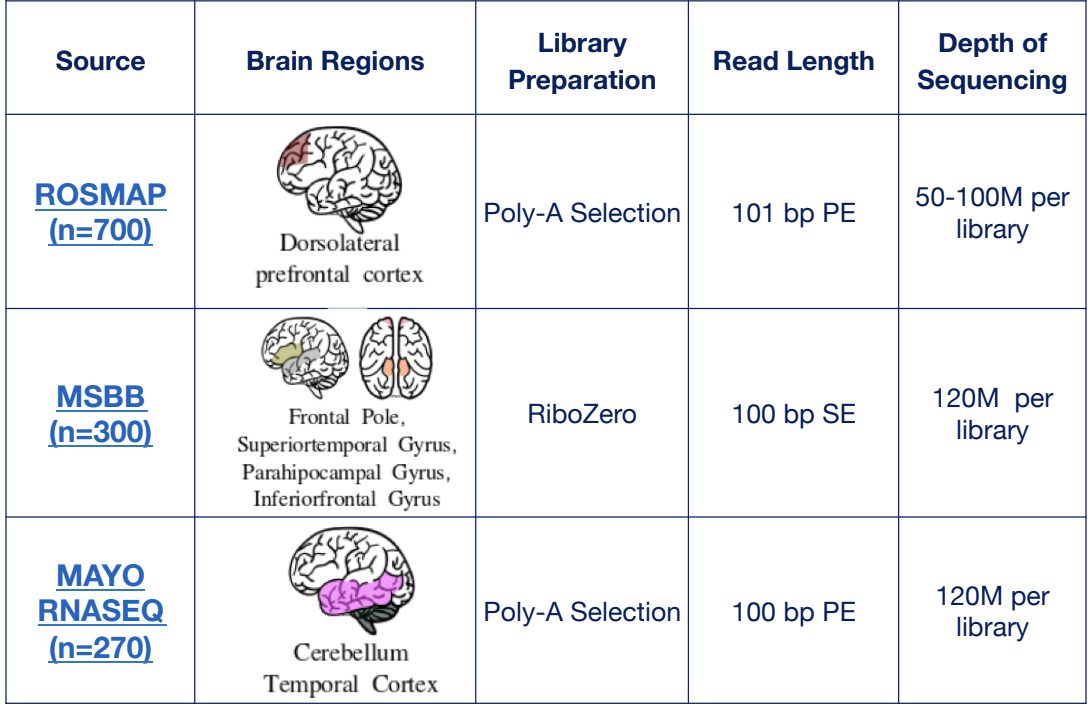 Source
Brain Regions
Library
Preparation
Read Length
Depth of
Sequencing
ROSMAP
(n=700)
Dorsolateral
prefrontal cortex
Poly-A Selection
101 bp PE
50-100M per
library
MSBB
(n=300)
Frontal Pole,
Superiortemporal Gyrus,
Parahipocampal Gyrus,
Inferiorfrontal Gyrus
RiboZero
100 bp SE
120M per
library
MAYO
RNASEQ
(n=270)
Cerebellum
Temporal Cortex
Poly-A Selection
100 bp PE
120M per
library